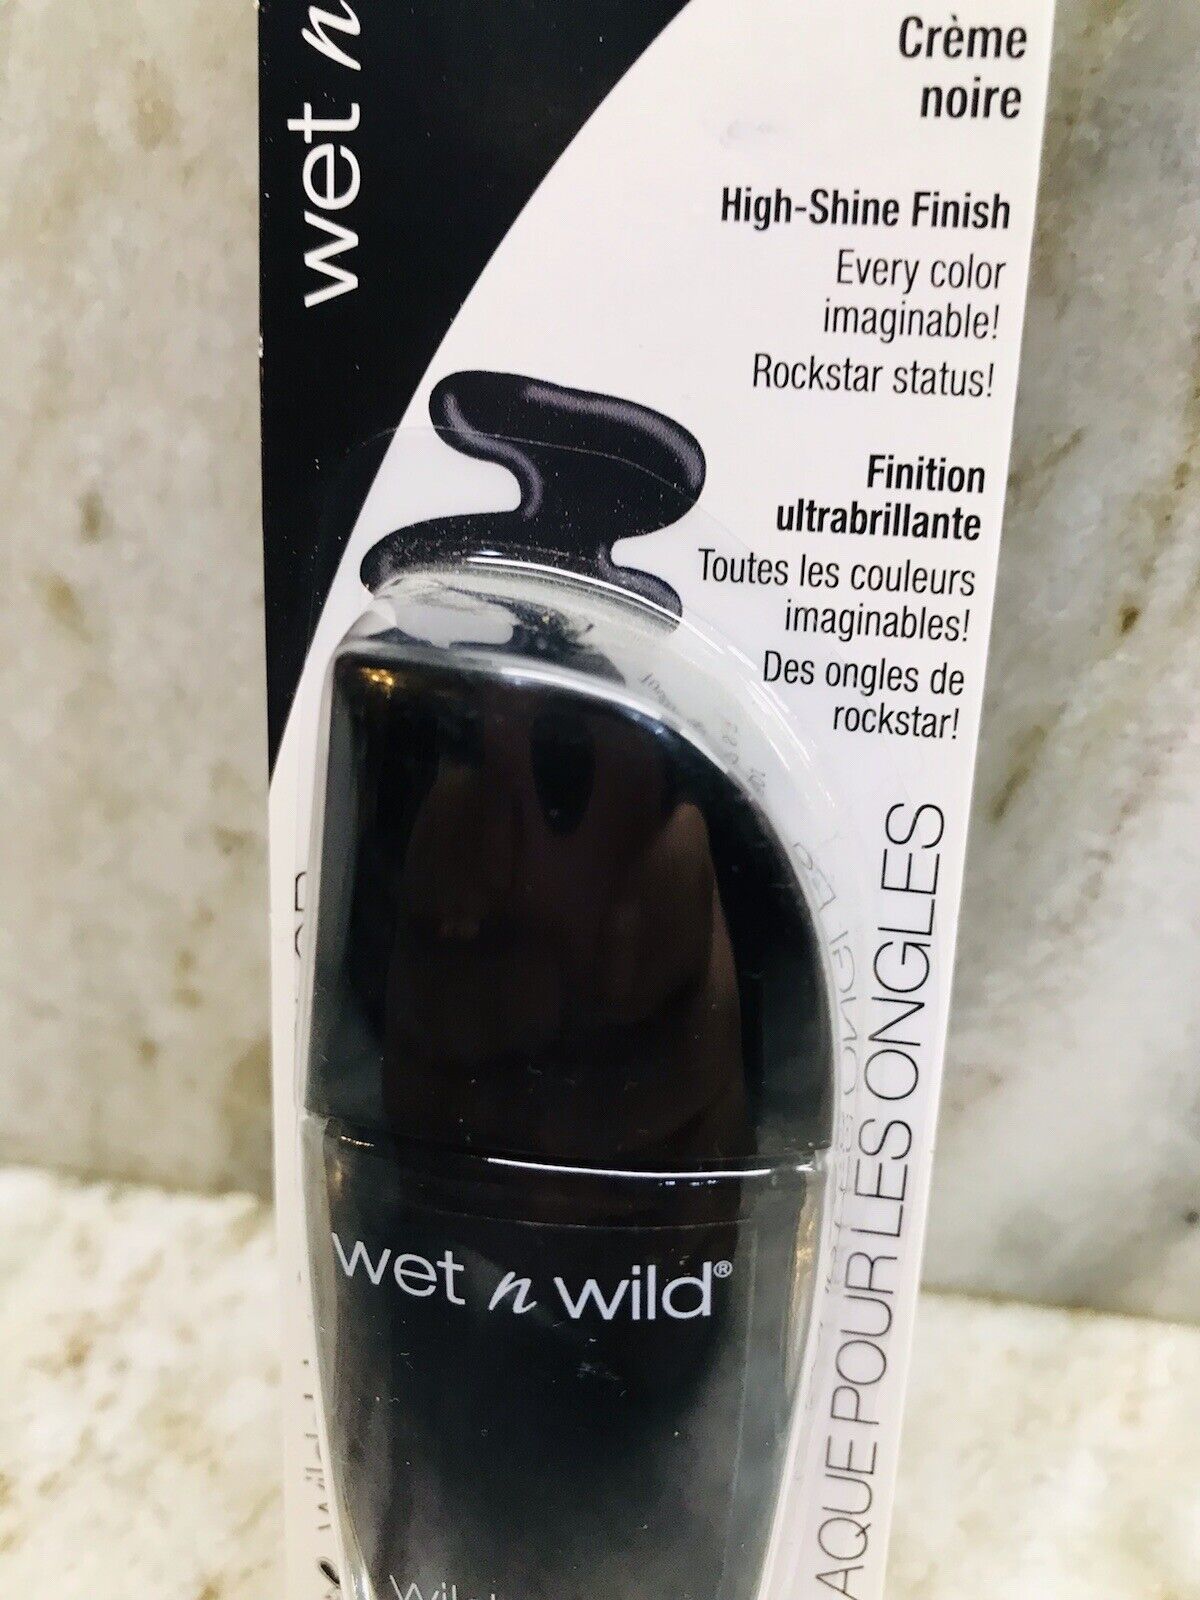 wet n
Crème
noire
High-Shine Finish
Every color
imaginable!
Rockstar status!
Finition
ultrabrillante
Toutes les couleurs
imaginables!
Des ongles de
rockstar!
AQUE POUR LES ONGLES
wet n wild®
Wild